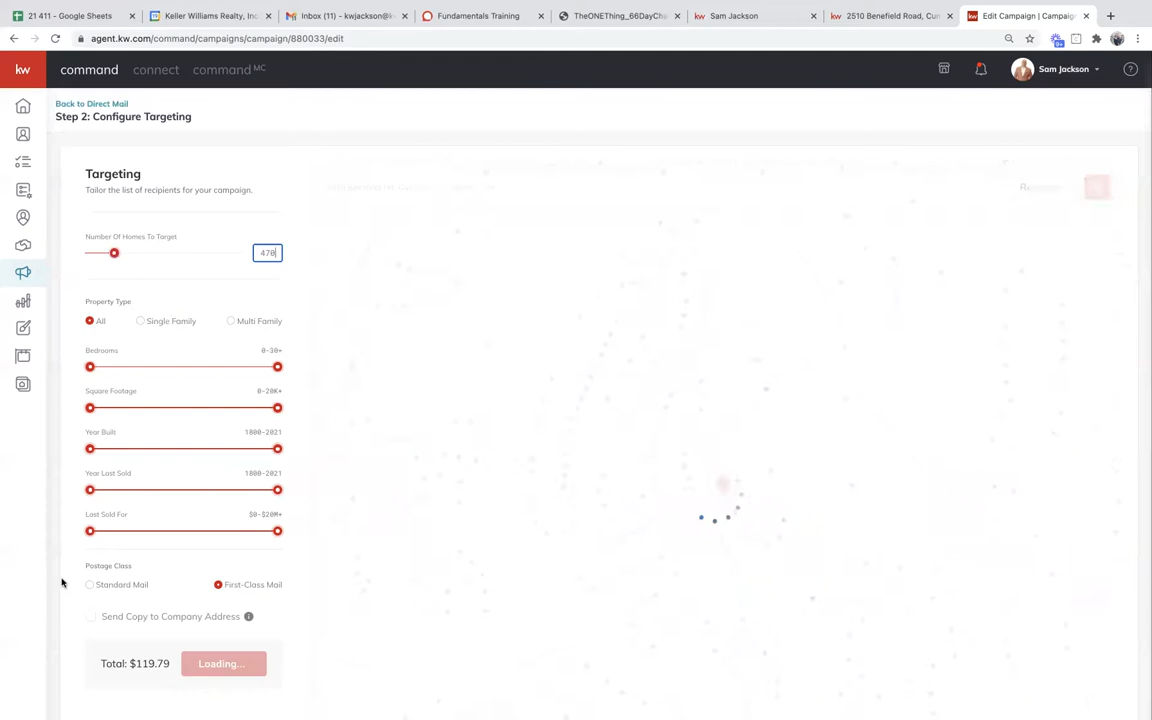 21 411 - Google Sheets
Keller Williams Realty, Inc.
Inbox (11) - kwjackson@k
Fundamentals Training
TheONEThing_66DayCha
Sam Jackson
2510 Benefield Road, Cun
Edit Campaign | Campaig
agent.kw.com/command/campaigns/campaign/880033/edit
kw
command
connect
command MC
Sam Jackson
Back to Direct Mail
Step 2: Configure Targeting
Targeting
Tailor the list of recipients for your campaign.
Number Of Homes To Target
470
Property Type
All
Single Family
Multi Family
Bedrooms
0-30+
Square Footage
0-20K+
Year Built
1800-2021
Year Last Sold
1800-2021
Last Sold For
$0-$20M+
Postage Class
Standard Mail
First-Class Mail
Send Copy to Company Address
Total: $119.79
Loading...